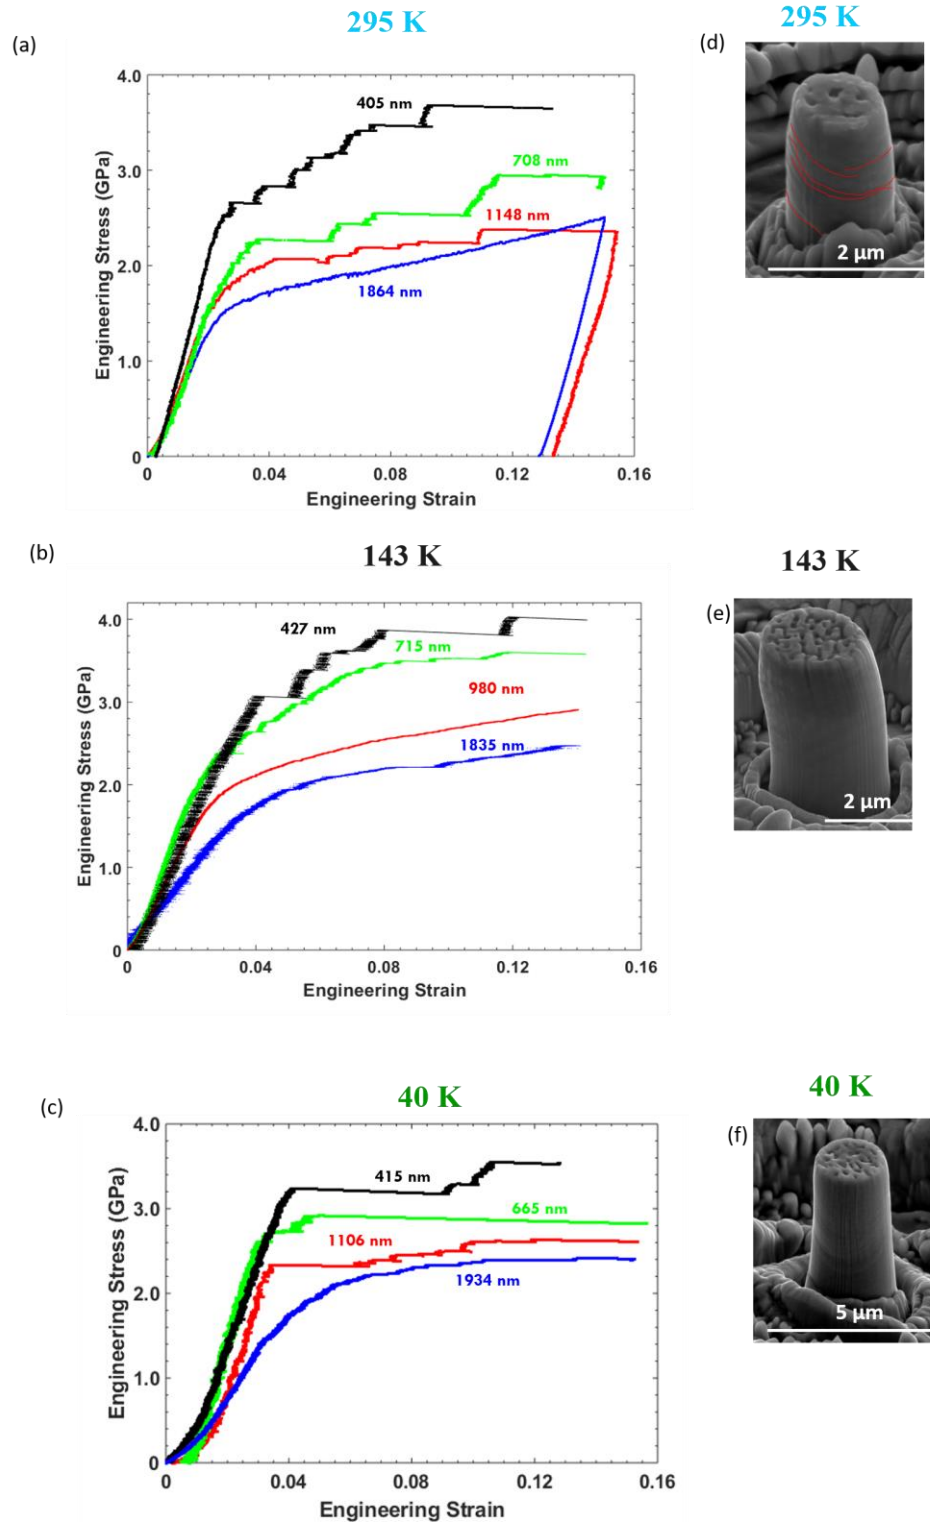 295 K
(a)
4.0
3.0
2.0
1.0
0
Engineering Stress (GPa)
405 nm
708 nm
1148 nm
1864 nm
0
0.04
0.08
0.12
0.16
Engineering Strain
295 K
(d)
2 µm
143 K
(b)
4.0
3.0
2.0
1.0
0
Engineering Stress (GPa)
427 nm
715 nm
980 nm
1835 nm
0
0.04
0.08
0.12
0.16
Engineering Strain
143 K
(e)
2 µm
40 K
(c)
4.0
3.0
2.0
1.0
0
Engineering Stress (GPa)
415 nm
665 nm
1106 nm
1934 nm
0
0.04
0.08
0.12
0.16
Engineering Strain
40 K
(f)
5 µm